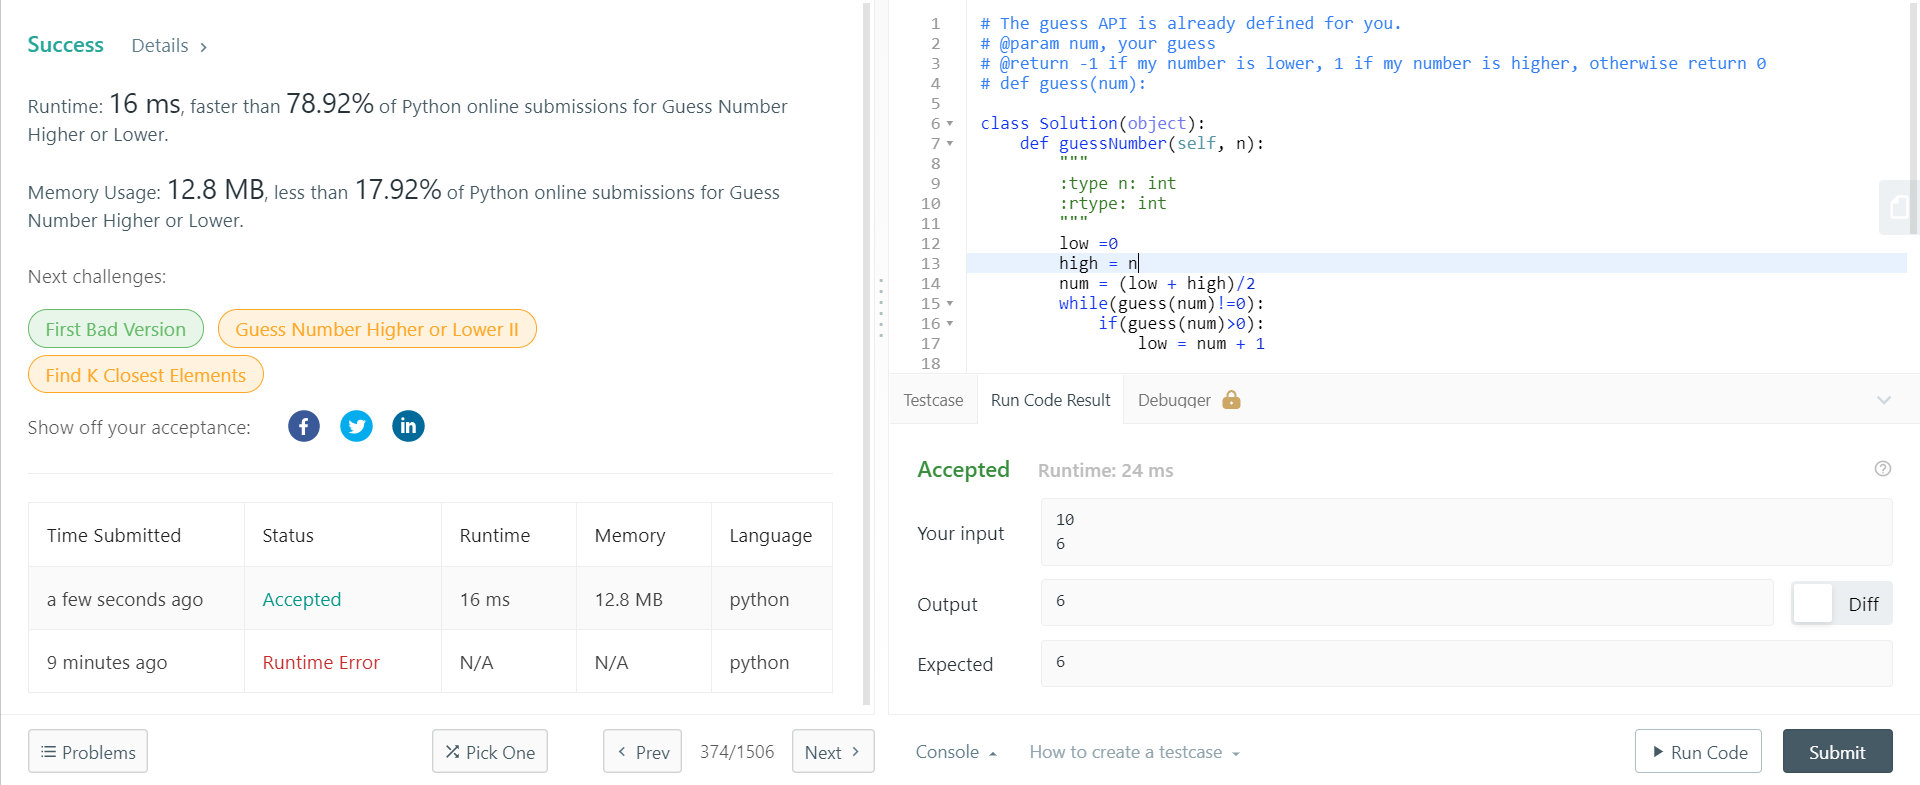 Success Details >
Runtime: 16 ms, faster than 78.92% of Python online submissions for Guess Number
Higher or Lower.
Memory Usage: 12.8 MB, less than 17.92% of Python online submissions for Guess
Number Higher or Lower.
Next challenges:
First Bad Version Guess Number Higher or Lower II
Find K Closest Elements
Show off your acceptance: f in
Time Submitted Status Runtime Memory Language
a few seconds ago Accepted 16 ms 12.8 MB python
9 minutes ago Runtime Error N/A N/A python
Problems Pick One < Prev 374/1506 Next >
1 # The guess API is already defined for you.
2 # @param num, your guess
3 # @return -1 if my number is lower, 1 if my number is higher, otherwise return 0
4 # def guess(num):
5
6 class Solution(object):
7     def guessNumber(self, n):
8         """
9         :type n: int
10         :rtype: int
11         """
12         low =0
13         high = n
14         num = (low + high)/2
15         while(guess(num)!=0):
16             if(guess(num)>0):
17                 low = num + 1
18
Testcase Run Code Result Debugger
Accepted Runtime: 24 ms ?
Your input
10
6
Output 6 Diff
Expected 6
Console How to create a testcase Run Code Submit